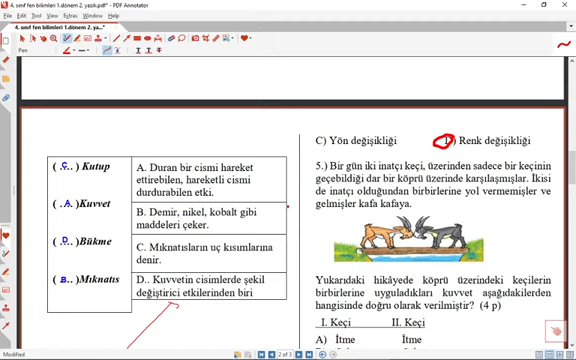 4. sınıf fen bilimleri 1.dönem 2. yazılı.pdf* - PDF Annotator
File Edit View Insert Text Extras Window Help
4. sınıf fen bilimleri 1.dönem 2. ya...*
Pen
( .Ç. .) Kutup
( .A. .)Kuvvet
( .D. .)Bükme
( B. .)Mıknatıs
A. Duran bir cismi hareket
ettirebilen, hareketli cismi
durdurabilen etki.
B. Demir, nikel, kobalt gibi
maddeleri çeker.
C. Mıknatısların uç kısımlarına
denir.
D.. Kuvvetin cisimlerde şekil
değiştirici etkilerinden biri
C) Yön değişikliği
D) Renk değişikliği
5.) Bir gün iki inatçı keçi, üzerinden sadece bir keçinin
geçebildiği dar bir köprü üzerinde karşılaşmışlar. İkisi
de inatçı olduğundan birbirlerine yol vermemişler ve
gelmişler kafa kafaya.
Yukarıdaki hikâyede köprü üzerindeki keçilerin
birbirlerine uyguladıkları kuvvet aşağıdakilerden
hangisinde doğru olarak verilmiştir? (4 p)
I. Keçi II. Keçi
A) İtme İtme
Modified
2 of 3